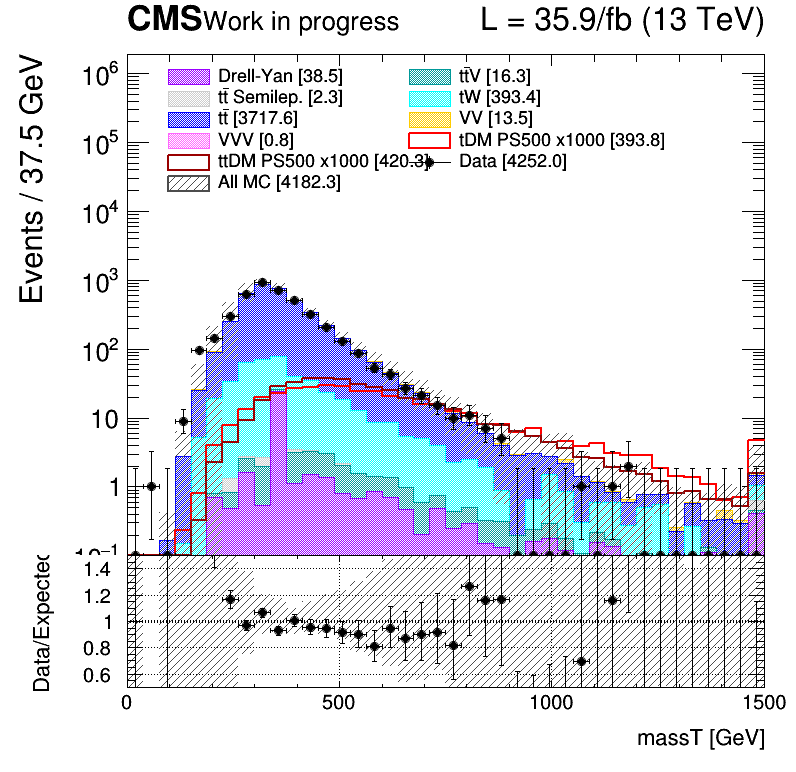 CMS Work in progress L = 35.9/fb (13 TeV)
Events / 37.5 GeV
10⁶
10⁵
10⁴
10³
10²
10
1
10⁻¹
Drell-Yan [38.5]
tt̄ Semilep. [2.3]
tt̄ [3717.6]
VVV [0.8]
ttDM PS500 x1000 [420.3]
All MC [4182.3]
tt̄V [16.3]
tW [393.4]
VV [13.5]
tDM PS500 x1000 [393.8]
Data [4252.0]
Data/Expected
1.4
1.2
1
0.8
0.6
0 500 1000 1500
massT [GeV]